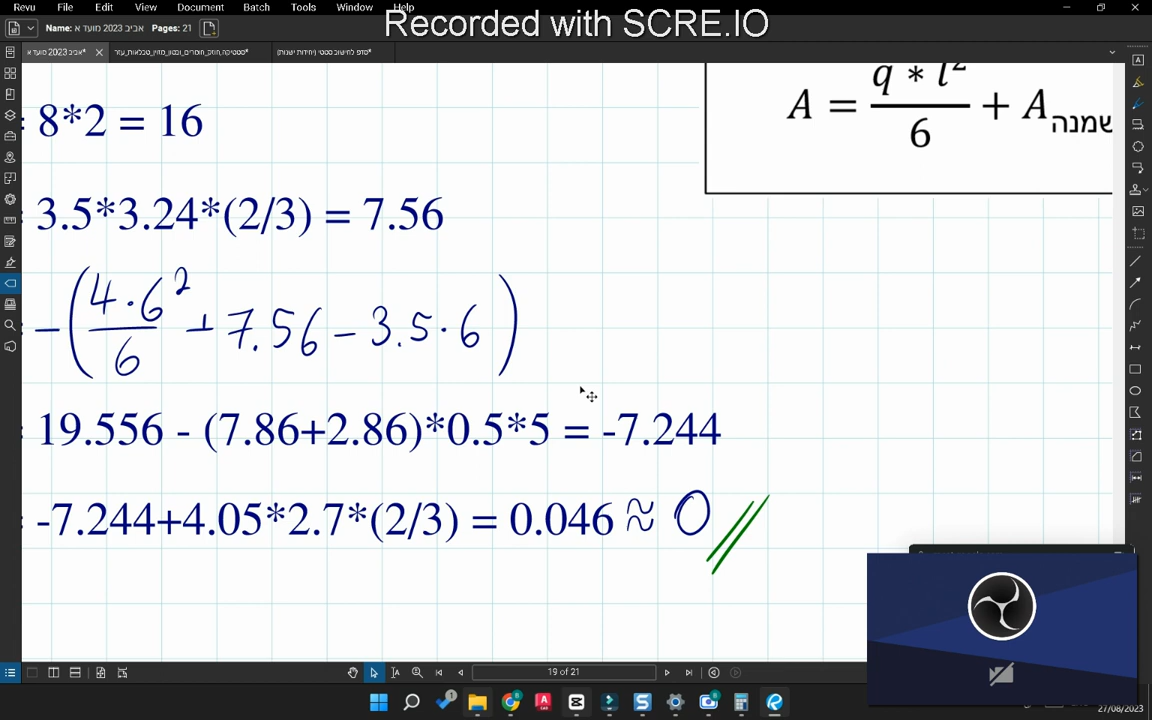 Recorded with SCRE.IO
Revu File Edit View Document Batch Tools Window Help
Name: אביב 2023 מועד א Pages: 21
אביב 2023 מועד א*
8*2 = 16
A = q * l² / 6 + A שמנה
3.5*3.24*(2/3) = 7.56
-(4·6²/6 + 7.56 - 3.5·6)
19.556 - (7.86+2.86)*0.5*5 = -7.244
-7.244+4.05*2.7*(2/3) = 0.046 ≈ 0
19 of 21
27/08/2023